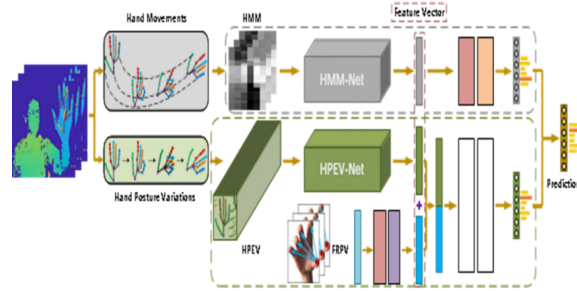 Hand Movements
HMM
Feature Vector
HMM-Net
HPEV-Net
Hand Posture Variations
HPEV
FRPV
+
Prediction